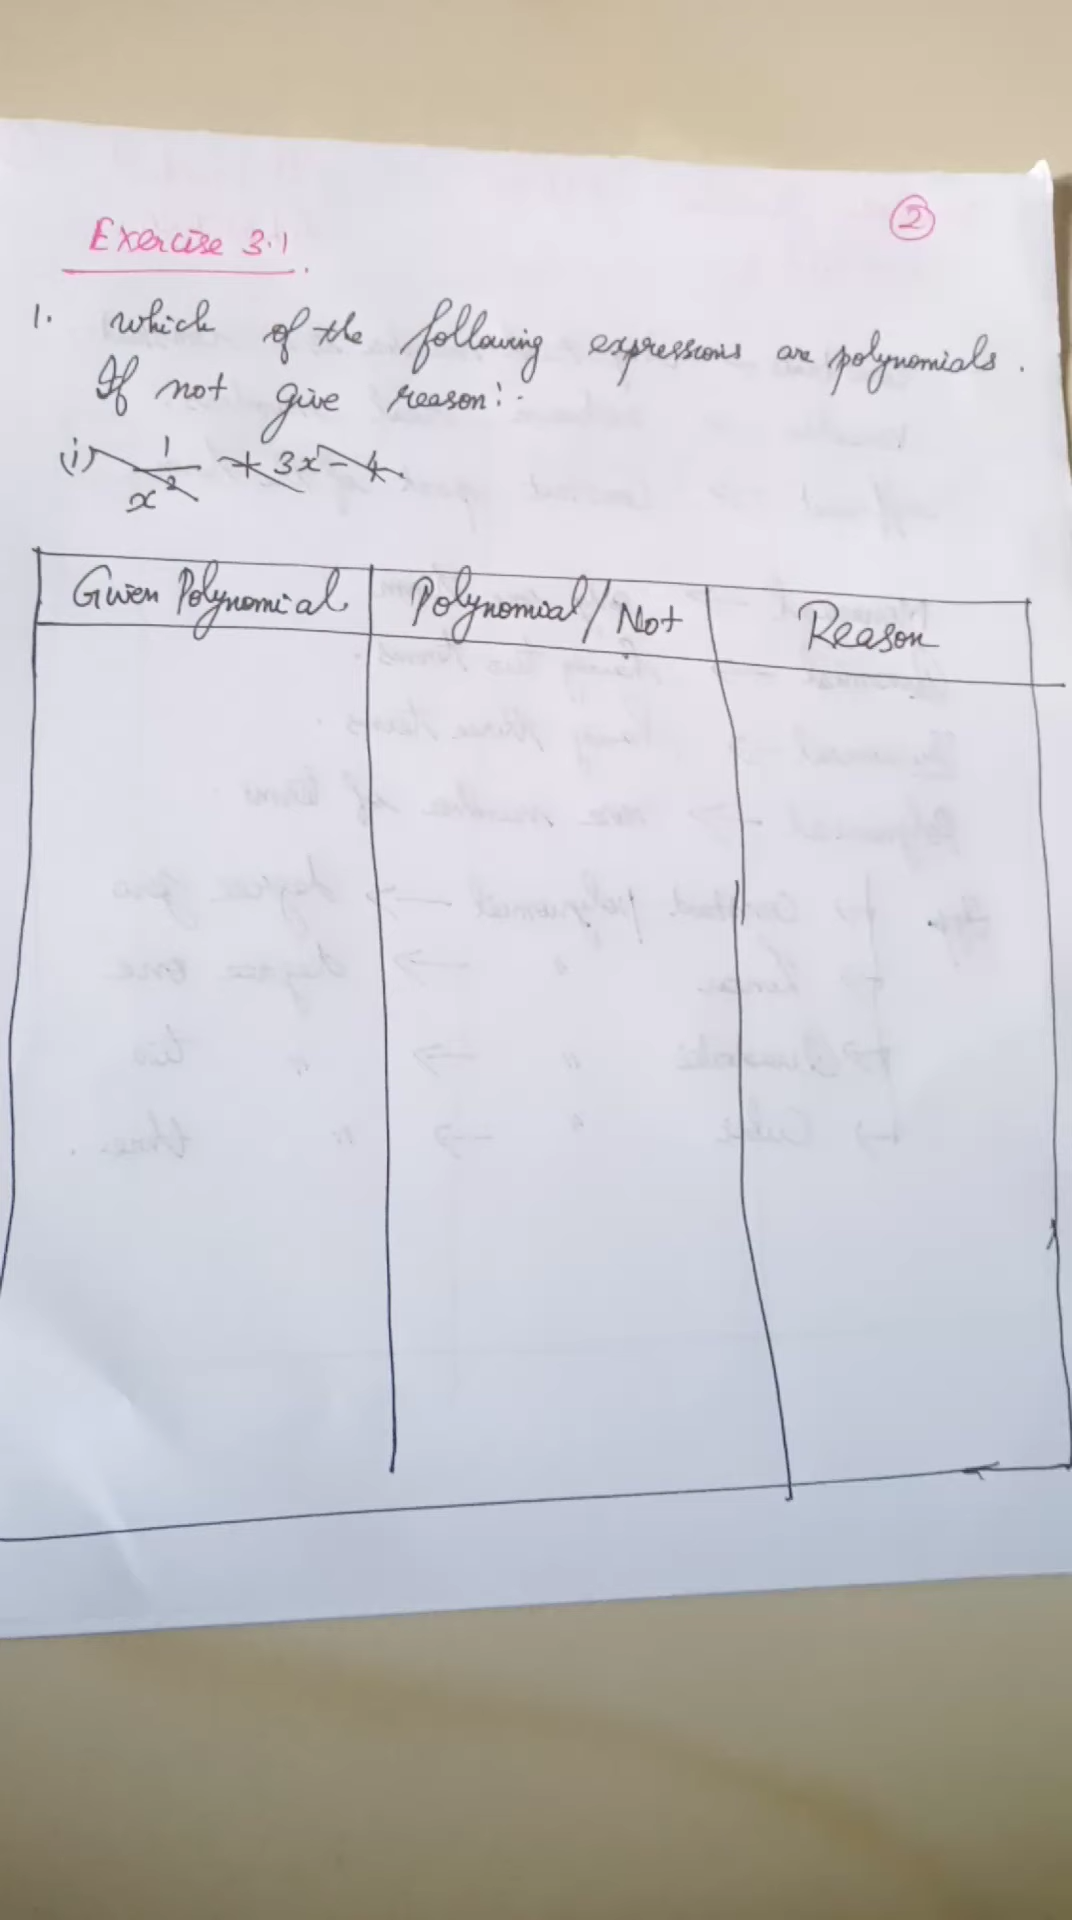 2
Exercise 3.1
1. which of the following expressions are polynomials.
If not give reason:-
(i) 1/x² + 3x - 4
Given Polynomial
Polynomial/Not
Reason